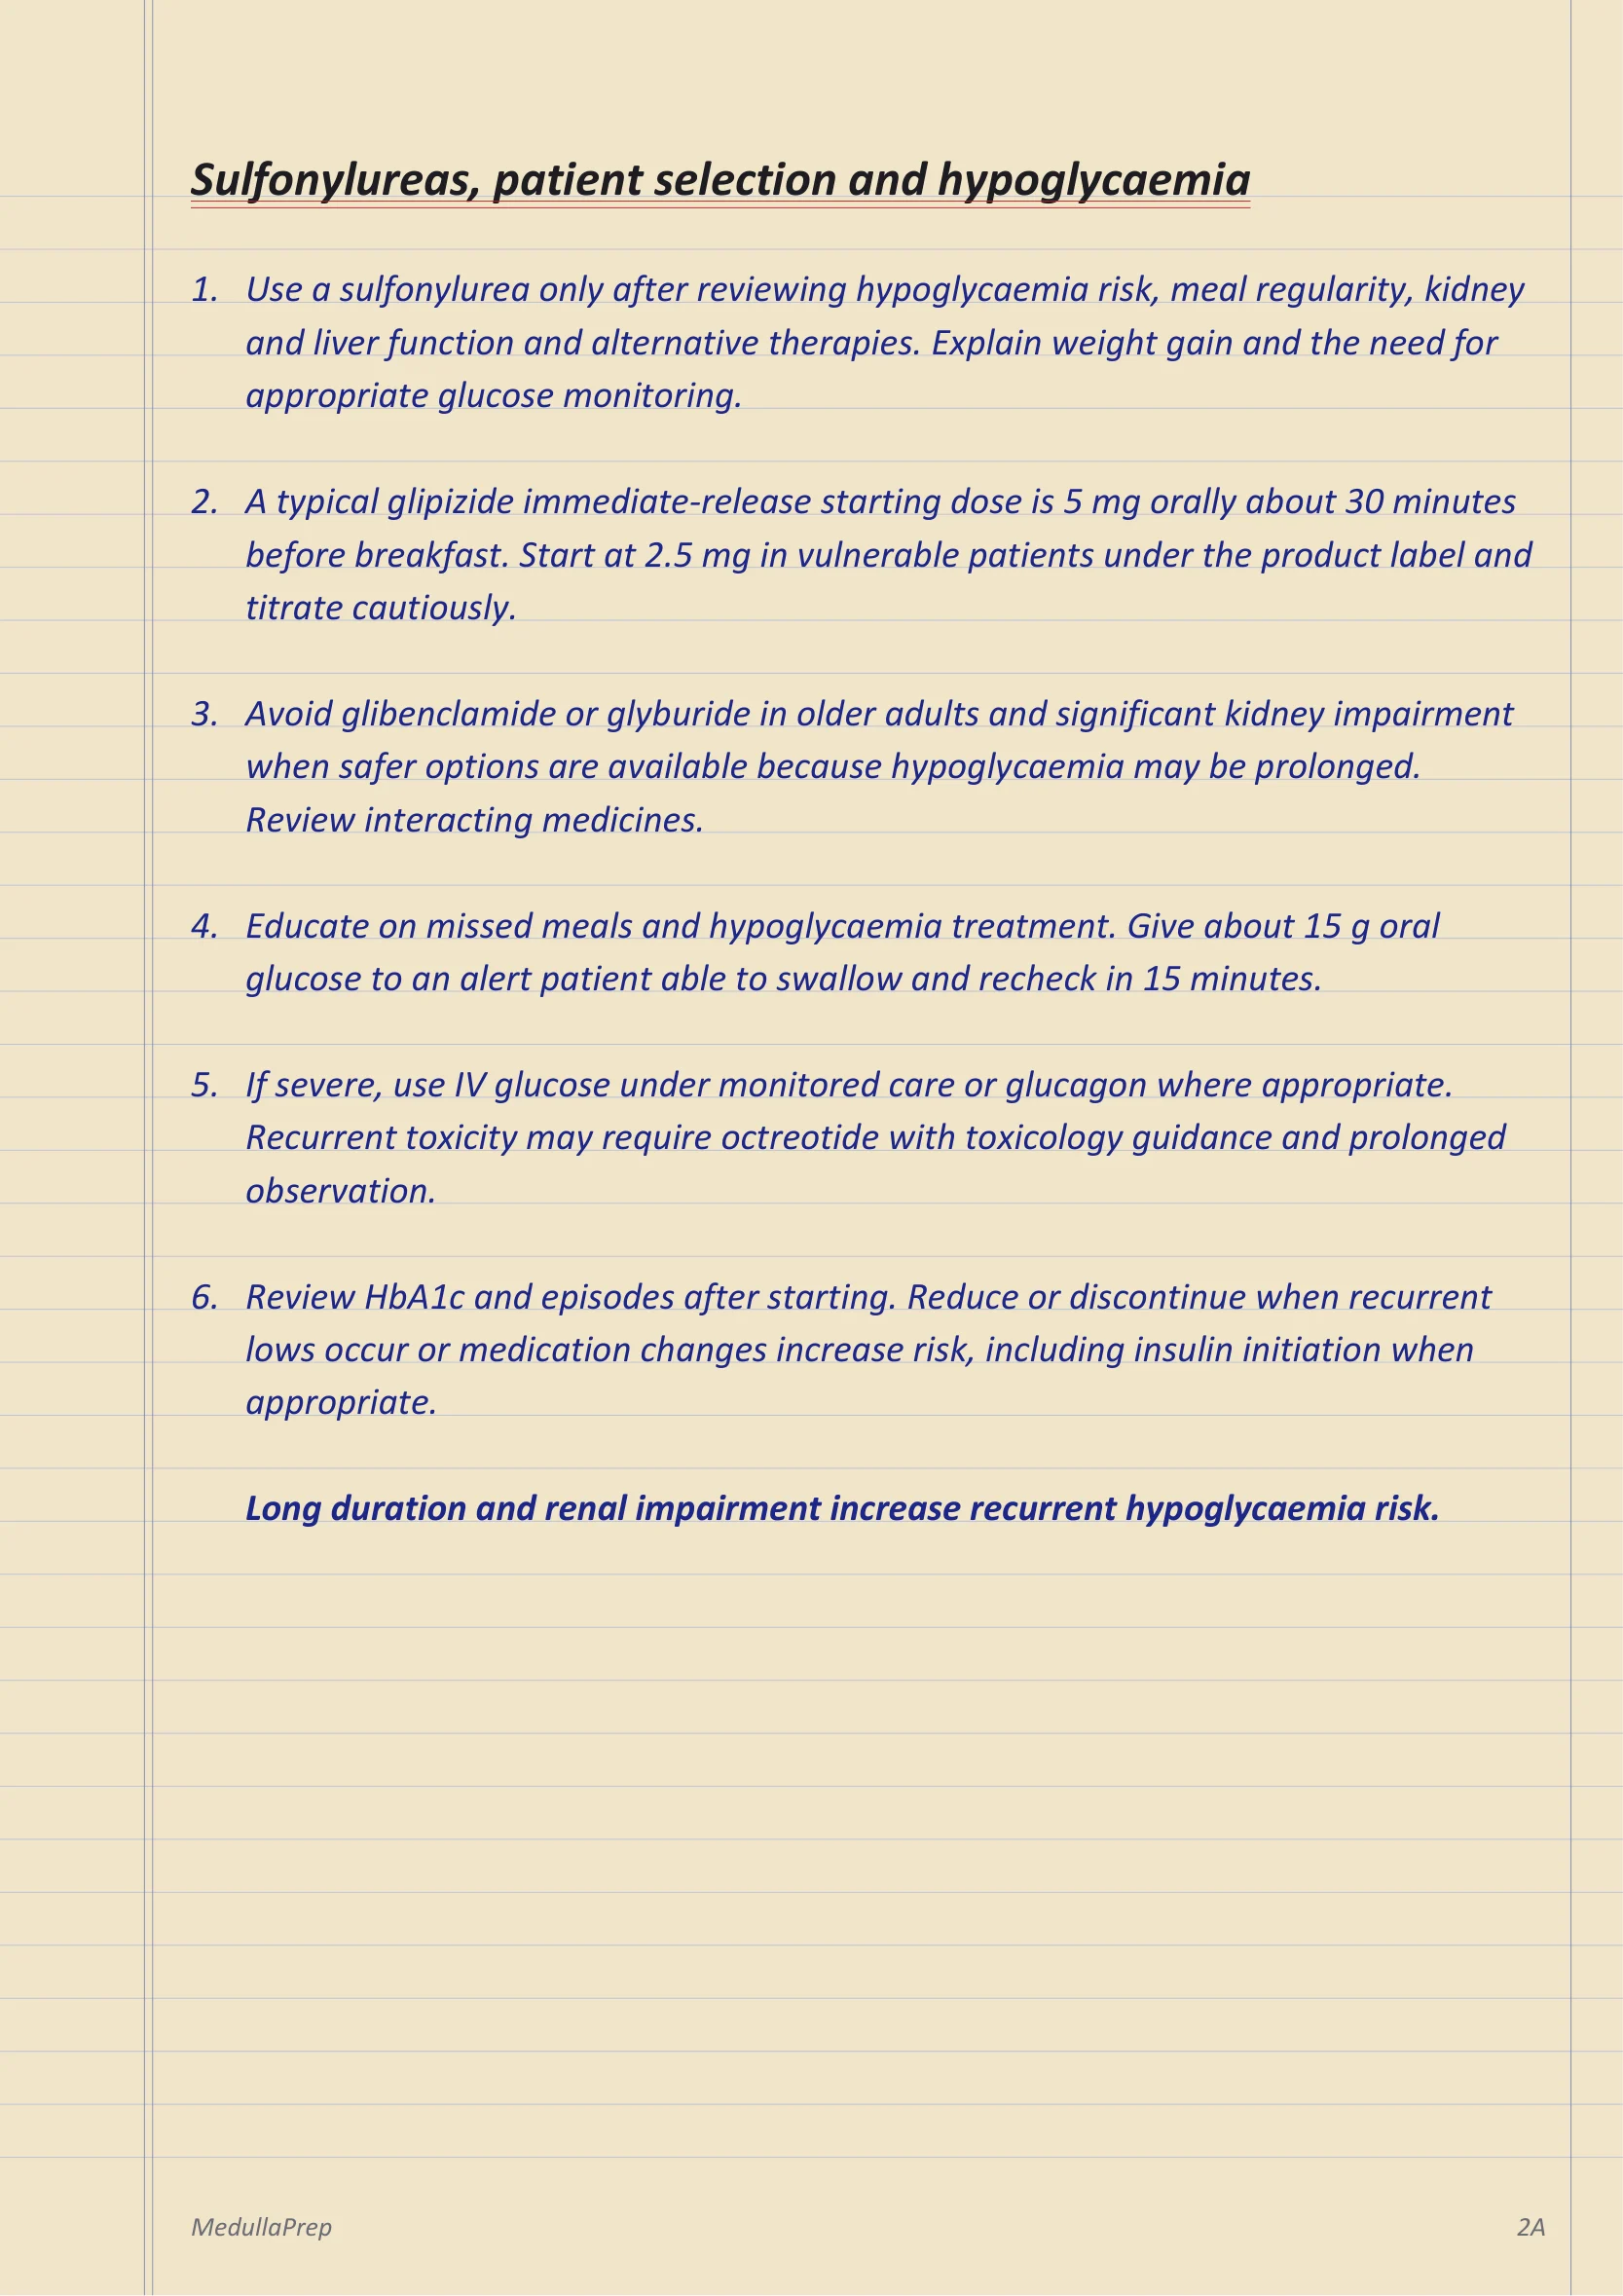 Sulfonylureas, patient selection and hypoglycaemia
1. Use a sulfonylurea only after reviewing hypoglycaemia risk, meal regularity, kidney
and liver function and alternative therapies. Explain weight gain and the need for
appropriate glucose monitoring.
2. A typical glipizide immediate-release starting dose is 5 mg orally about 30 minutes
before breakfast. Start at 2.5 mg in vulnerable patients under the product label and
titrate cautiously.
3. Avoid glibenclamide or glyburide in older adults and significant kidney impairment
when safer options are available because hypoglycaemia may be prolonged.
Review interacting medicines.
4. Educate on missed meals and hypoglycaemia treatment. Give about 15 g oral
glucose to an alert patient able to swallow and recheck in 15 minutes.
5. If severe, use IV glucose under monitored care or glucagon where appropriate.
Recurrent toxicity may require octreotide with toxicology guidance and prolonged
observation.
6. Review HbA1c and episodes after starting. Reduce or discontinue when recurrent
lows occur or medication changes increase risk, including insulin initiation when
appropriate.
Long duration and renal impairment increase recurrent hypoglycaemia risk.
MedullaPrep
2A